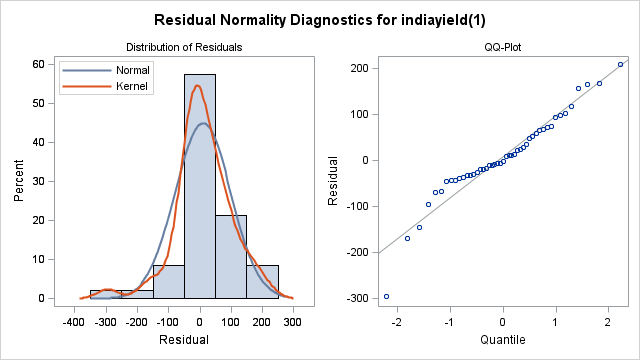 Residual Normality Diagnostics for indiayield(1)
Distribution of Residuals
Normal
Kernel
Percent
60
50
40
30
20
10
0
-400 -300 -200 -100 0 100 200 300
Residual
QQ-Plot
Residual
200
100
0
-100
-200
-300
-2 -1 0 1 2
Quantile